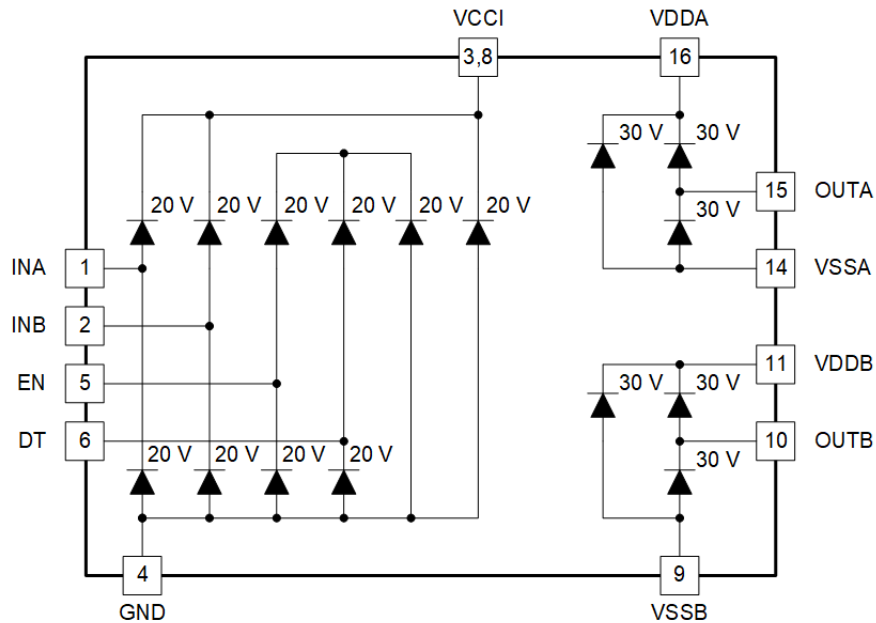 VCCI VDDA
3,8 16
30 V 30 V
15 OUTA
20 V 20 V 20 V 20 V 20 V 20 V 30 V
INA 1 14 VSSA
INB 2
11 VDDB
EN 5 30 V 30 V
DT 6 10 OUTB
20 V 20 V 20 V 20 V 30 V
4 9
GND VSSB